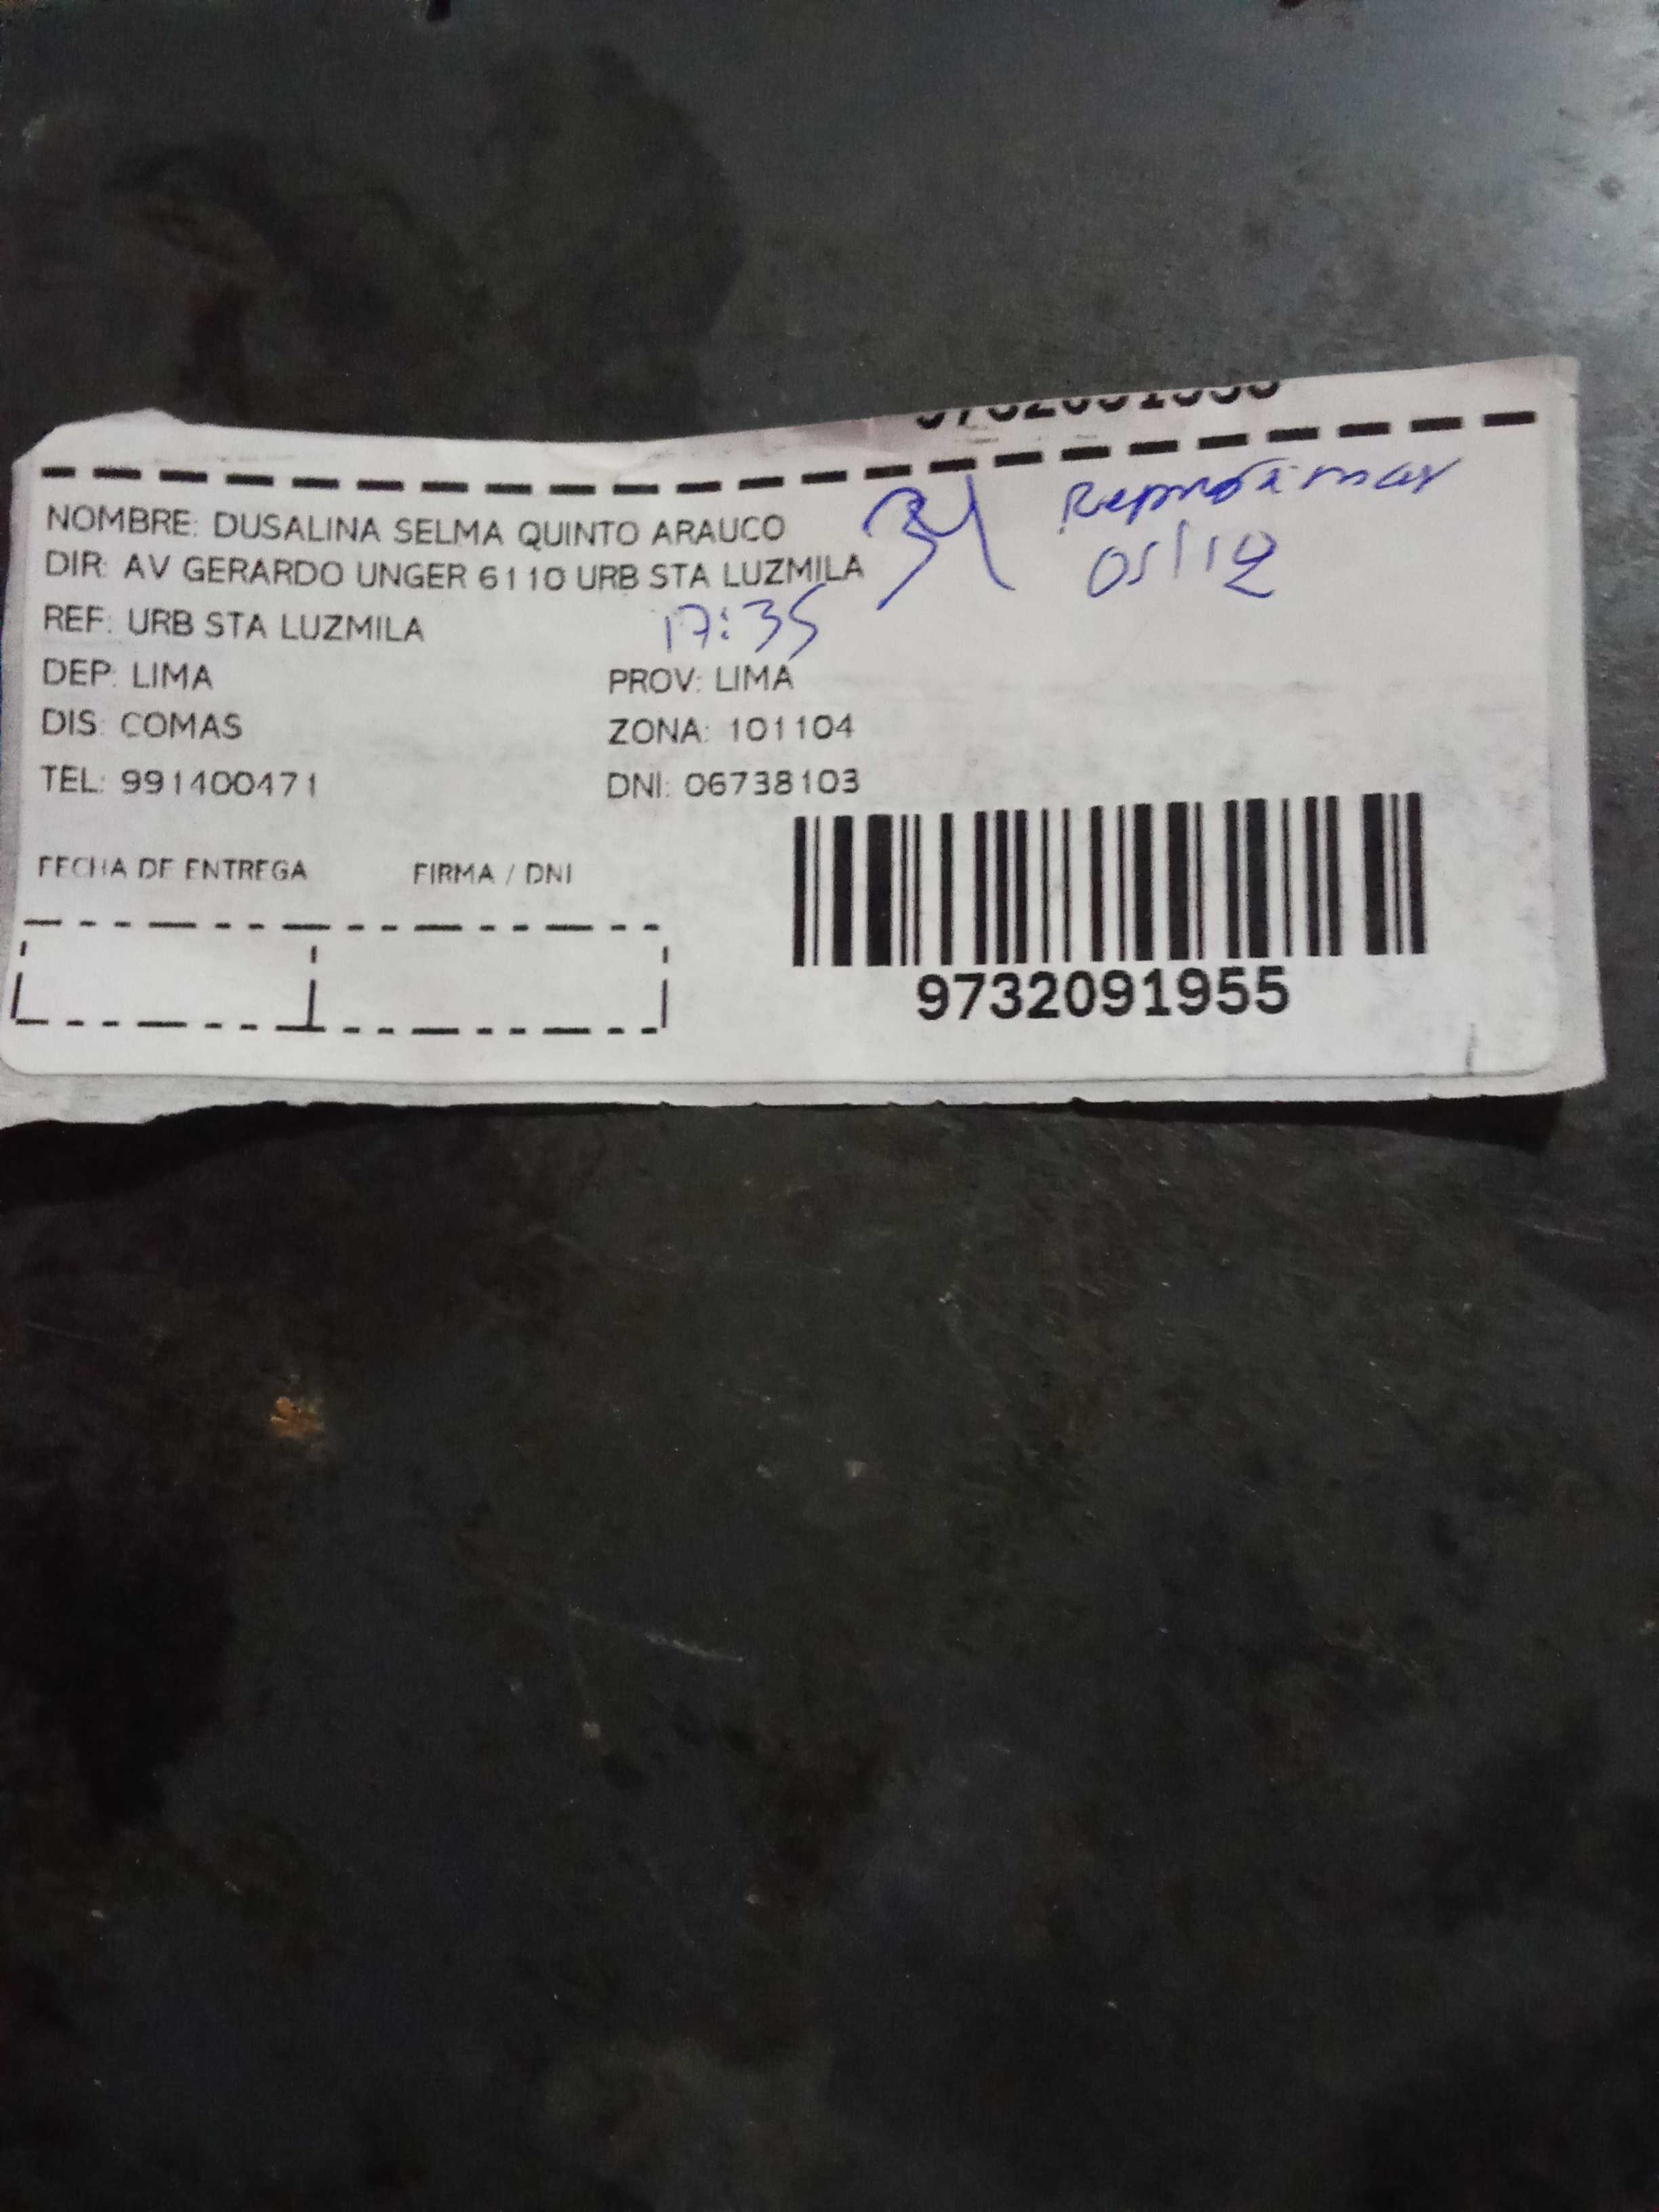 NOMBRE: DUSALINA SELMA QUINTO ARAUCO
05/12
DIR: AV GERARDO UNGER 6110 URB STA LUZMILA
REF: URB STA LUZMILA
17:35
DEP: LIMA
PROV: LIMA
DIS: COMAS
ZONA: 101104
TEL: 991400471
DNI: 06738103
FECHA DE ENTREGA
FIRMA / DNI
9732091955